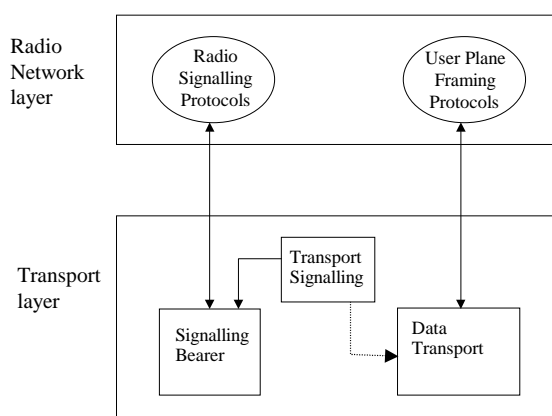 Radio
Network
layer
Radio
Signalling
Protocols
User Plane
Framing
Protocols
Transport
layer
Transport
Signalling
Signalling
Bearer
Data
Transport